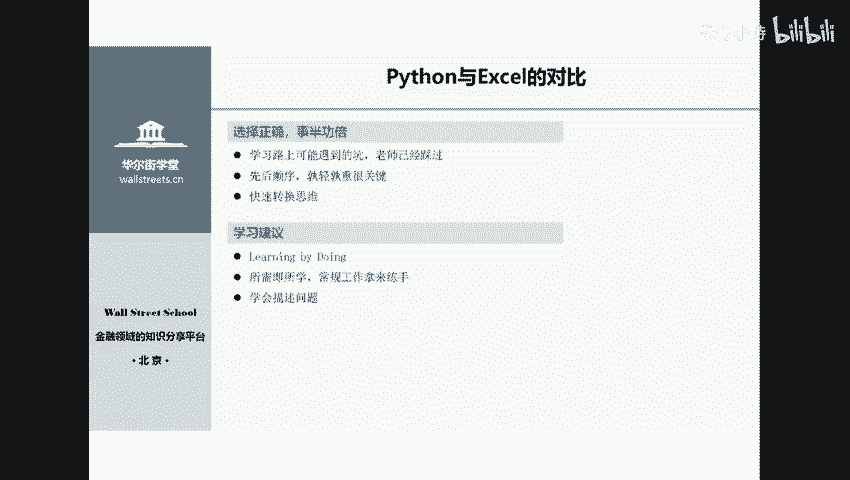 bilibili
Python与Excel的对比
华尔街学堂
wallstreets.cn
选择正确，事半功倍
● 学习路上可能遇到的坑，老师已经踩过
● 先后顺序，孰轻孰重很关键
● 快速转换思维
学习建议
● Learning by Doing
● 所需即所学，常规工作拿来练手
● 学会描述问题
Wall Street School
金融领域的知识分享平台
·北京·